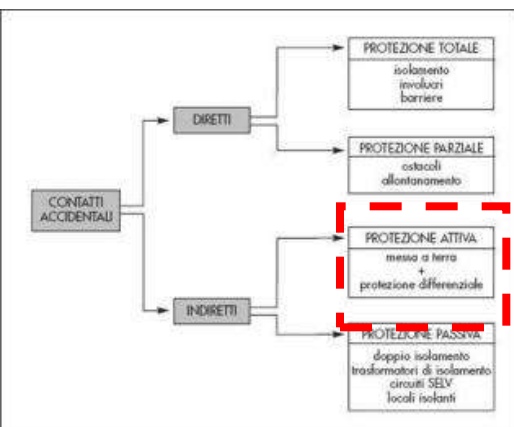 PROTEZIONE TOTALE
isolamento
involucri
barriere
DIRETTI
PROTEZIONE PARZIALE
ostacoli
allontanamento
CONTATTI
ACCIDENTALI
PROTEZIONE ATTIVA
messa a terra
+
protezione differenziale
INDIRETTI
PROTEZIONE PASSIVA
doppio isolamento
trasformatori di isolamento
circuiti SELV
locali isolanti